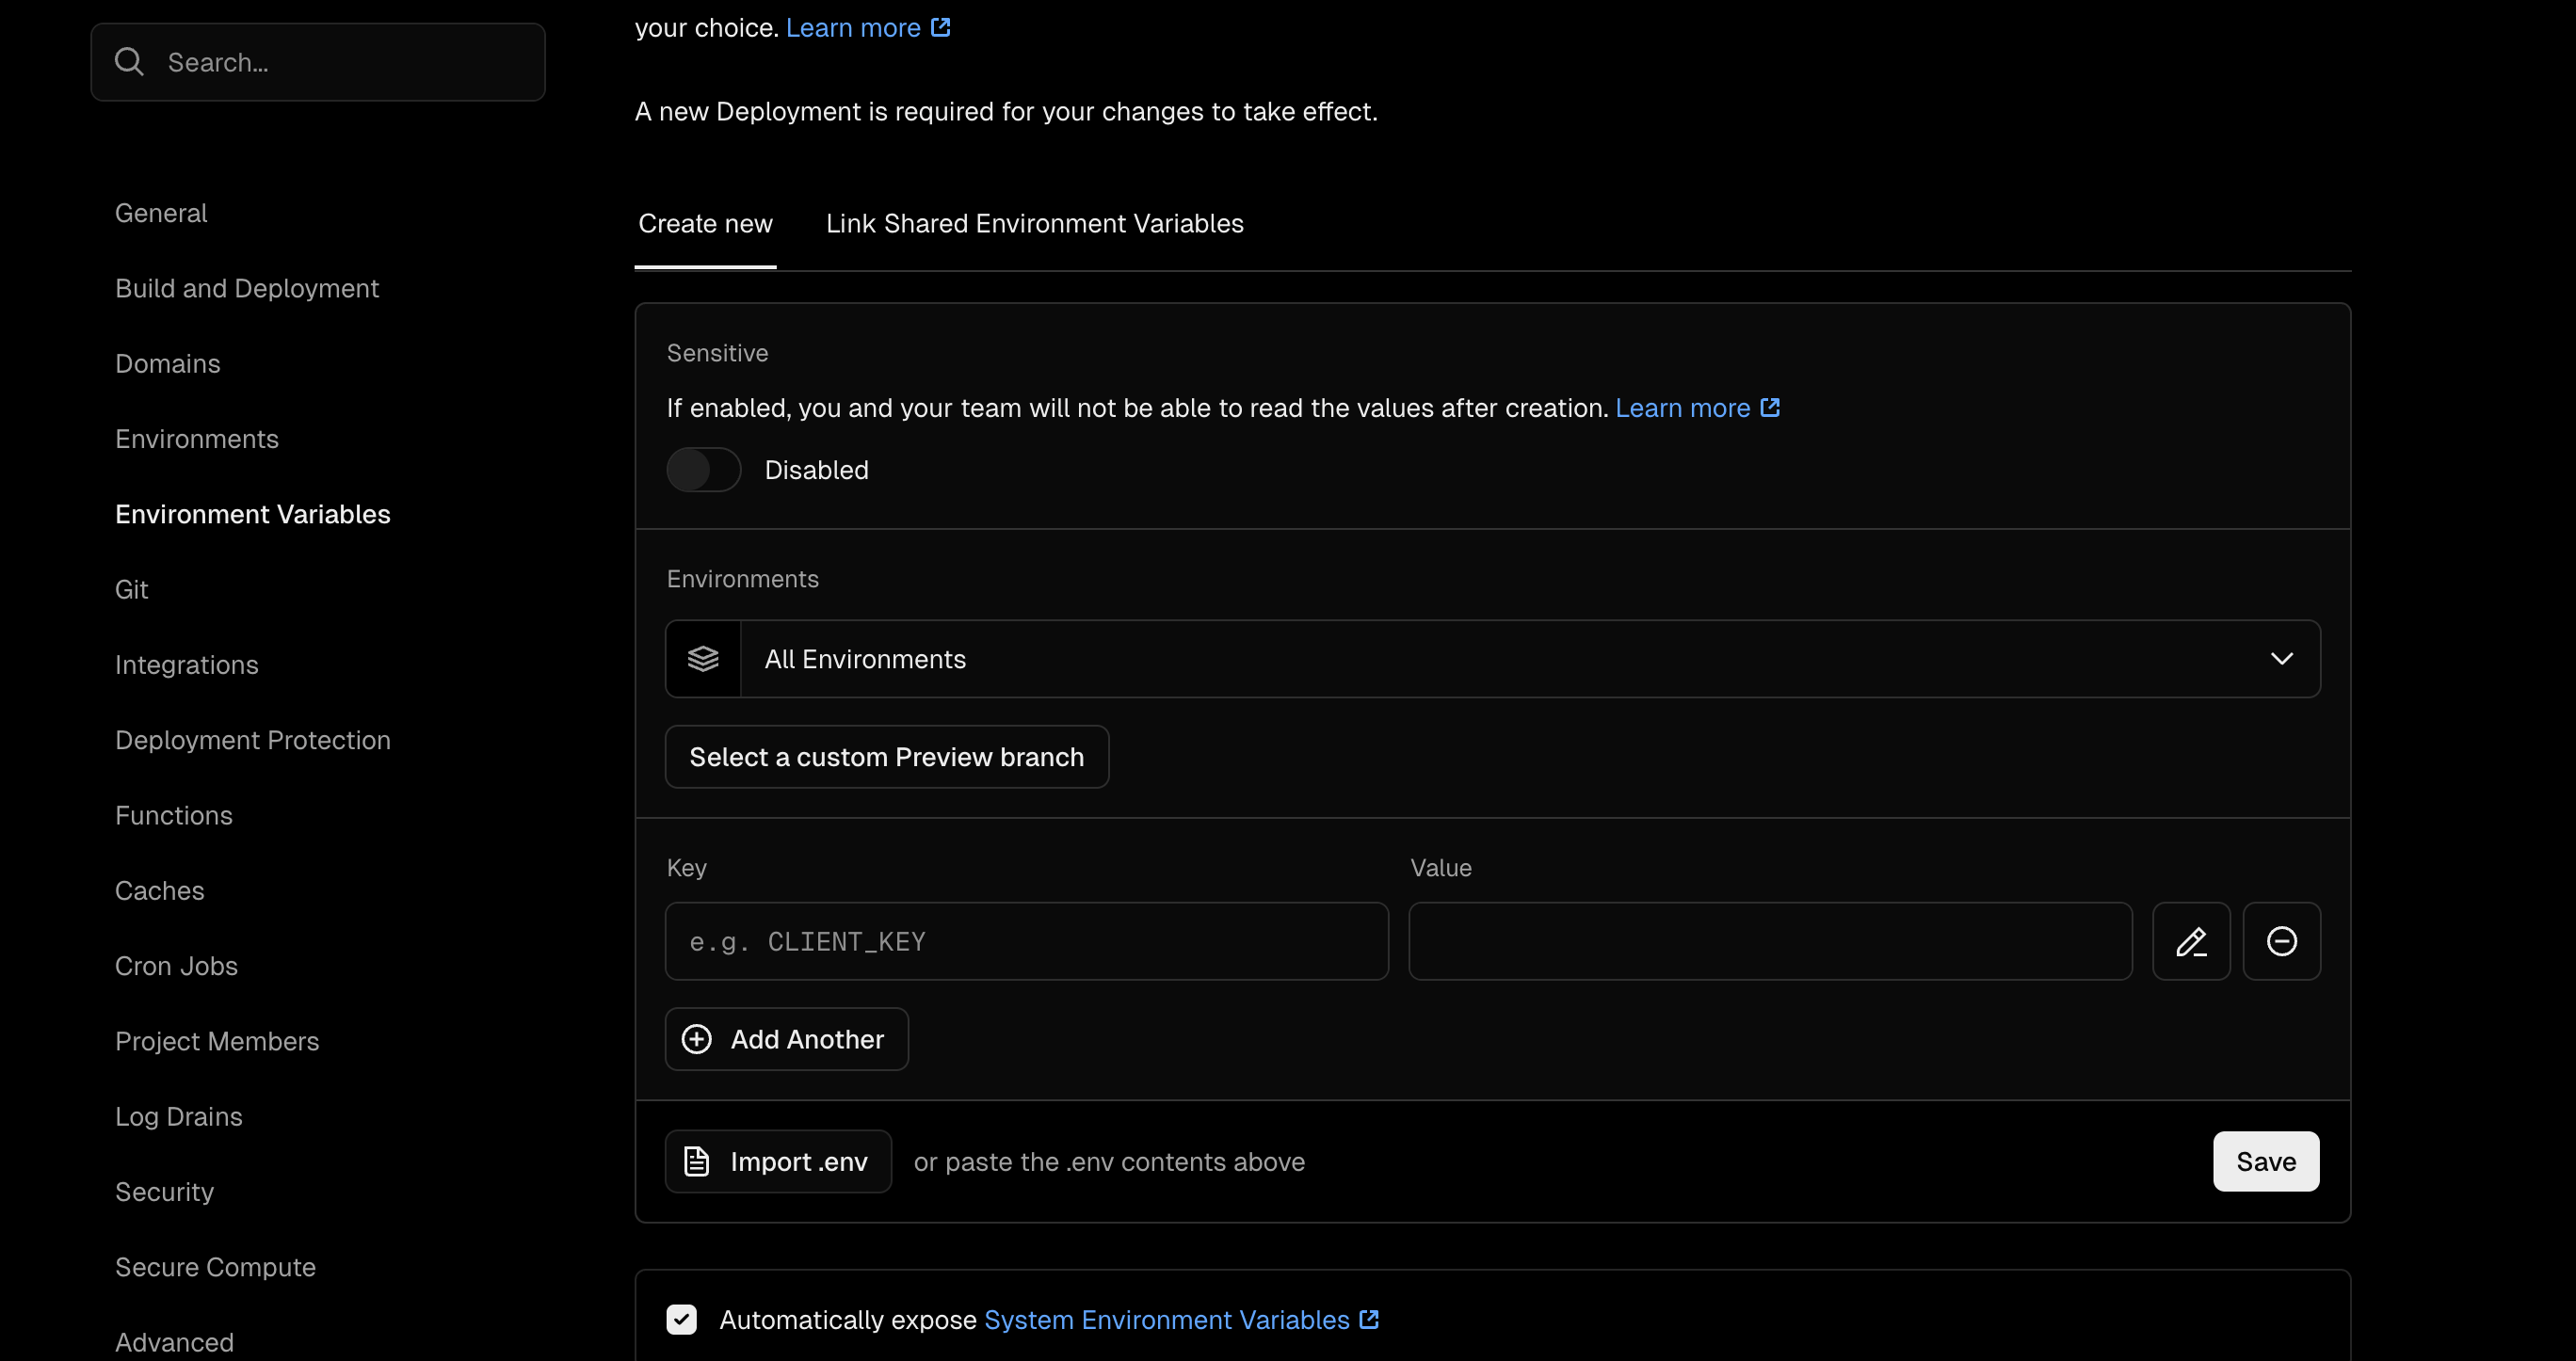 Search...
General
Build and Deployment
Domains
Environments
Environment Variables
Git
Integrations
Deployment Protection
Functions
Caches
Cron Jobs
Project Members
Log Drains
Security
Secure Compute
Advanced
your choice. Learn more
A new Deployment is required for your changes to take effect.
Create new Link Shared Environment Variables
Sensitive
If enabled, you and your team will not be able to read the values after creation. Learn more
Disabled
Environments
All Environments
Select a custom Preview branch
Key Value
e.g. CLIENT_KEY
Add Another
Import .env or paste the .env contents above Save
Automatically expose System Environment Variables